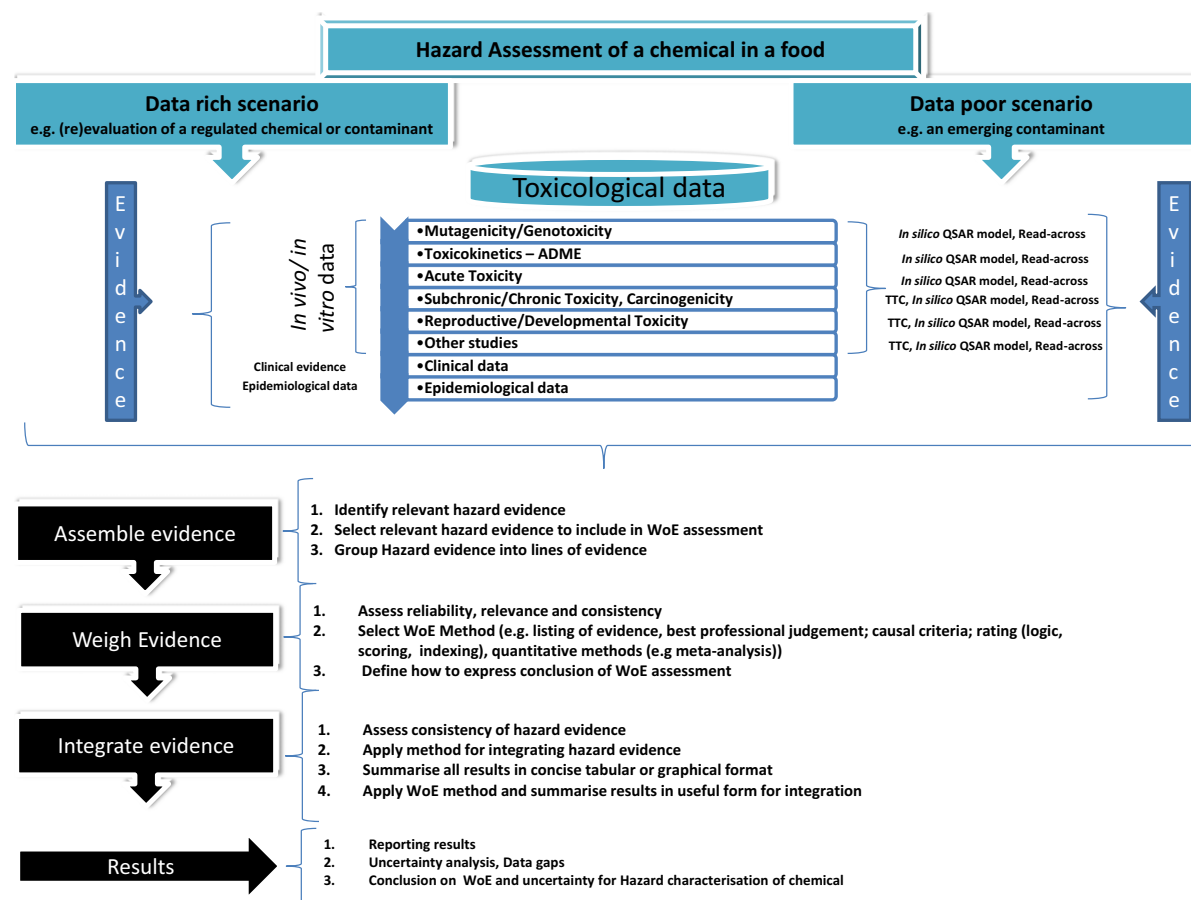 Hazard Assessment of a chemical in a food
Data rich scenario
e.g. (re)evaluation of a regulated chemical or contaminant
Data poor scenario
e.g. an emerging contaminant
Toxicological data
Evidence
In vivo/ in
vitro data
Clinical evidence
Epidemiological data
•Mutagenicity/Genotoxicity
•Toxicokinetics – ADME
•Acute Toxicity
•Subchronic/Chronic Toxicity, Carcinogenicity
•Reproductive/Developmental Toxicity
•Other studies
•Clinical data
•Epidemiological data
In silico QSAR model, Read-across
In silico QSAR model, Read-across
In silico QSAR model, Read-across
TTC, In silico QSAR model, Read-across
TTC, In silico QSAR model, Read-across
TTC, In silico QSAR model, Read-across
Evidence
Assemble evidence
1. Identify relevant hazard evidence
2. Select relevant hazard evidence to include in WoE assessment
3. Group Hazard evidence into lines of evidence
Weigh Evidence
1. Assess reliability, relevance and consistency
2. Select WoE Method (e.g. listing of evidence, best professional judgement; causal criteria; rating (logic,
scoring, indexing), quantitative methods (e.g meta-analysis))
3. Define how to express conclusion of WoE assessment
Integrate evidence
1. Assess consistency of hazard evidence
2. Apply method for integrating hazard evidence
3. Summarise all results in concise tabular or graphical format
4. Apply WoE method and summarise results in useful form for integration
Results
1. Reporting results
2. Uncertainty analysis, Data gaps
3. Conclusion on WoE and uncertainty for Hazard characterisation of chemical